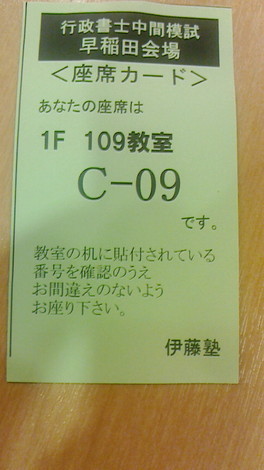 行政書士中間模試
早稲田会場
＜座席カード＞
あなたの座席は
1F 109教室
C-09
です。
教室の机に貼付されている
番号を確認のうえ
お間違えのないよう
お座り下さい。
伊藤塾